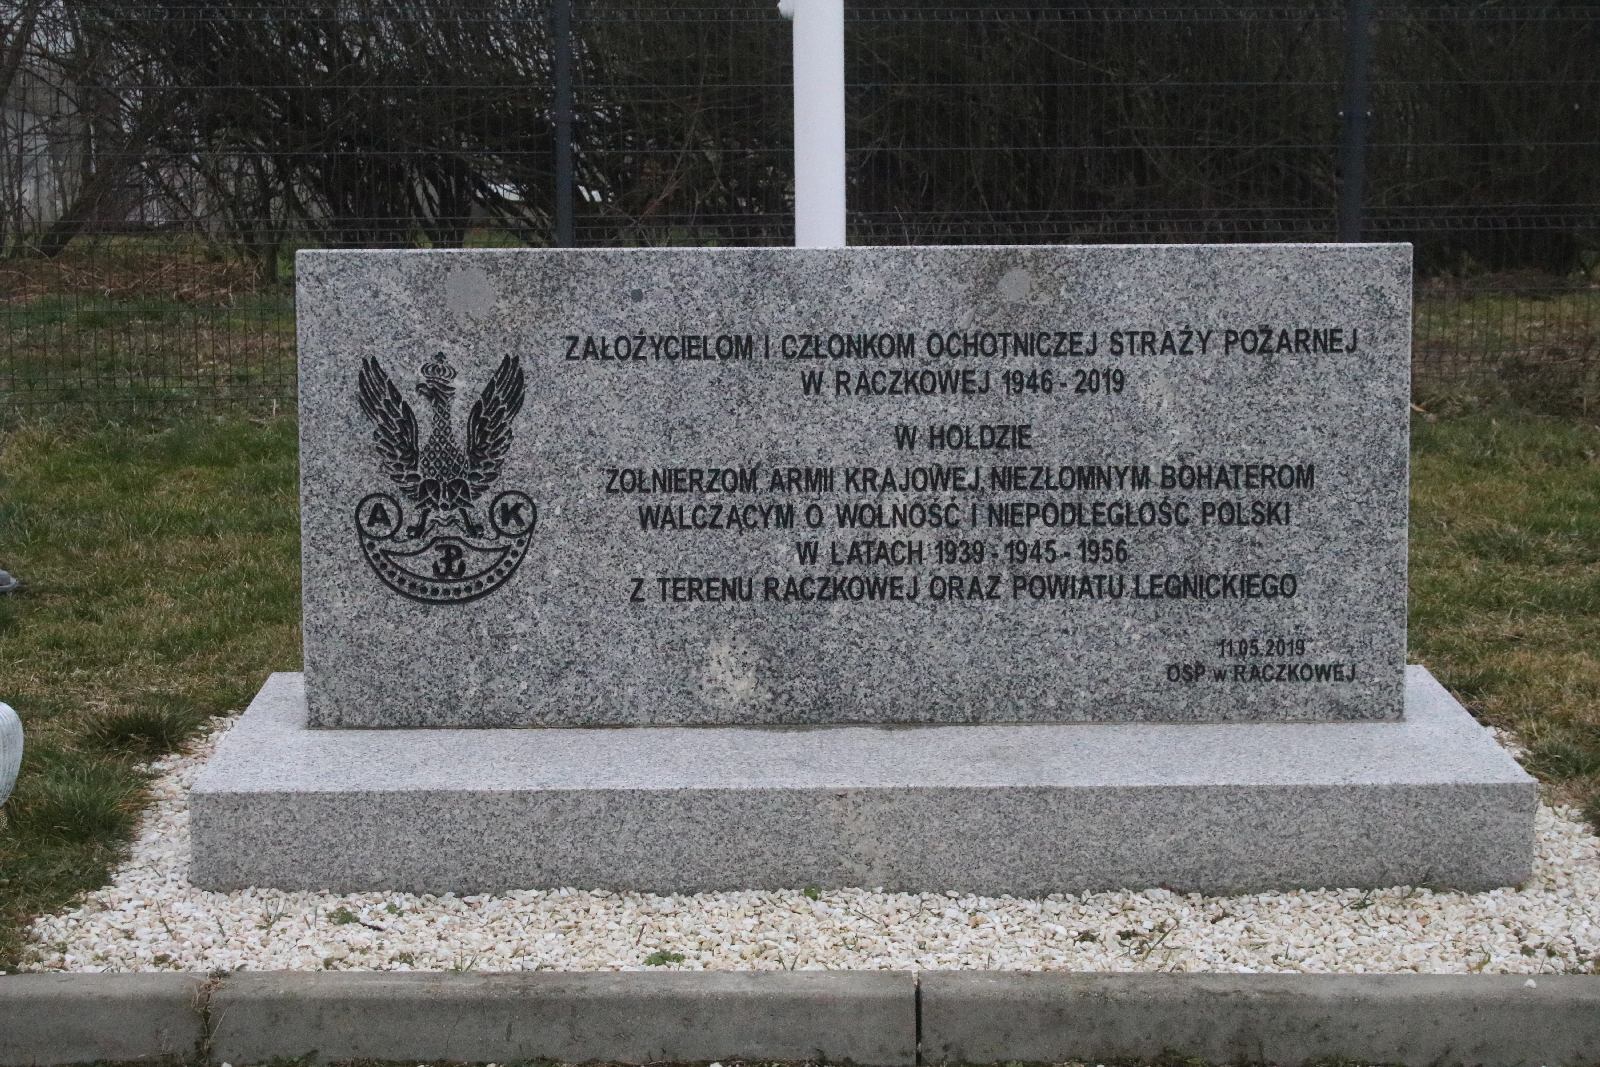 ZAŁOŻYCIELOM I CZŁONKOM OCHOTNICZEJ STRAŻY POŻARNEJ
W RACZKOWEJ 1946 - 2019
W HOŁDZIE
ŻOŁNIERZOM ARMII KRAJOWEJ, NIEZŁOMNYM BOHATEROM
WALCZĄCYM O WOLNOŚĆ I NIEPODLEGŁOŚĆ POLSKI
W LATACH 1939 - 1945 - 1956
Z TERENU RACZKOWEJ ORAZ POWIATU LEGNICKIEGO
A K
11.05.2019
OSP w RACZKOWEJ